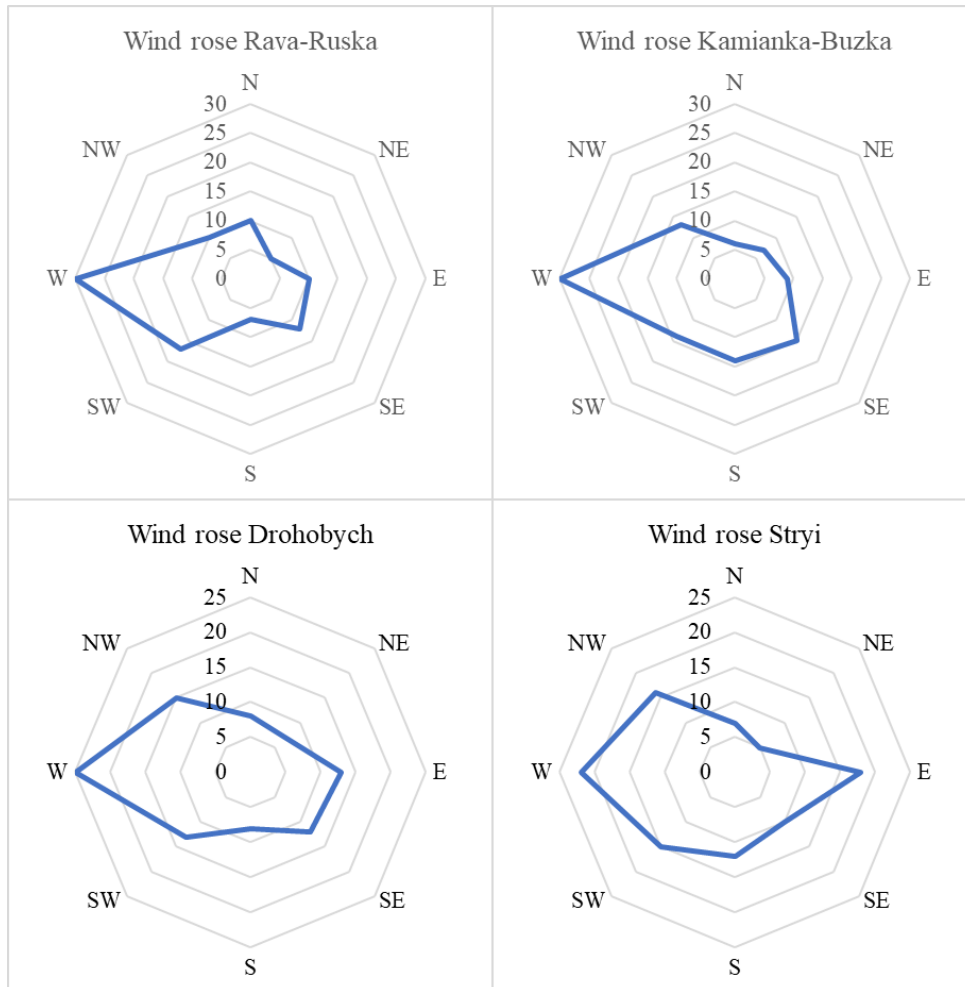 Wind rose Rava-Ruska
N
30
NW
25
NE
20
15
10
5
W
0
E
SW
SE
S
Wind rose Kamianka-Buzka
N
30
NW
25
NE
20
15
10
5
W
0
E
SW
SE
S
Wind rose Drohobych
N
25
NW
20
NE
15
10
5
W
0
E
SW
SE
S
Wind rose Stryi
N
25
NW
20
NE
15
10
5
W
0
E
SW
SE
S